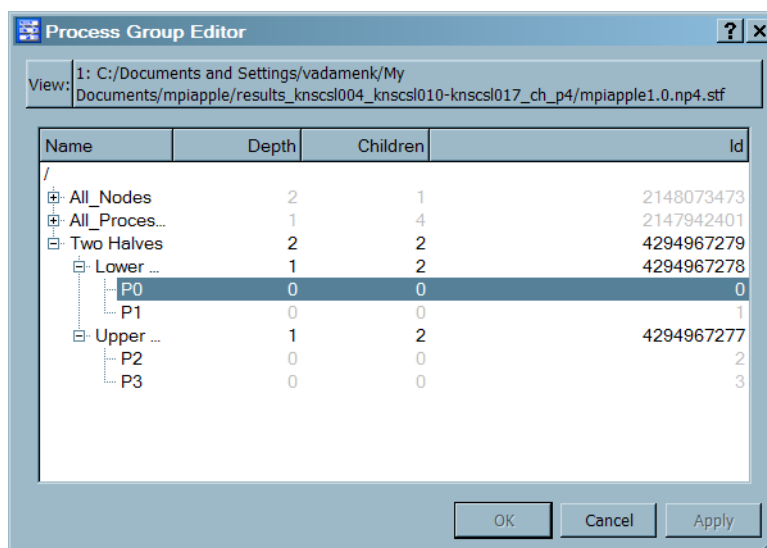 Process Group Editor
View: 1: C:/Documents and Settings/vadamenk/My
Documents/mpiapple/results_knscsl004_knscsl010-knscsl017_ch_p4/mpiapple1.0.np4.stf
Name Depth Children Id
/
All_Nodes 2 1 2148073473
All_Proces... 1 4 2147942401
Two Halves 2 2 4294967279
Lower ... 1 2 4294967278
P0 0 0 0
P1 0 0 1
Upper ... 1 2 4294967277
P2 0 0 2
P3 0 0 3
OK Cancel Apply